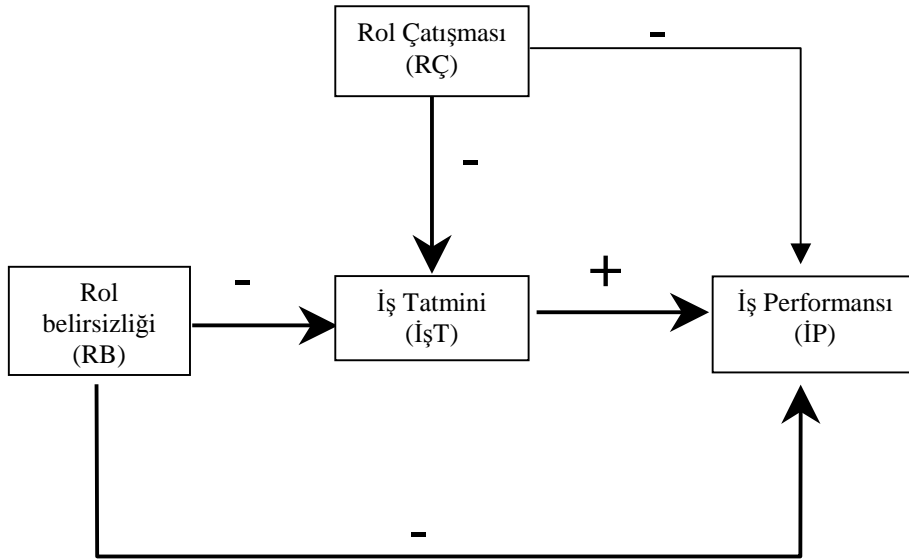 Rol Çatışması
(RÇ)
-
-
-
+
Rol
belirsizliği
(RB)
İş Tatmini
(İşT)
İş Performansı
(İP)
-